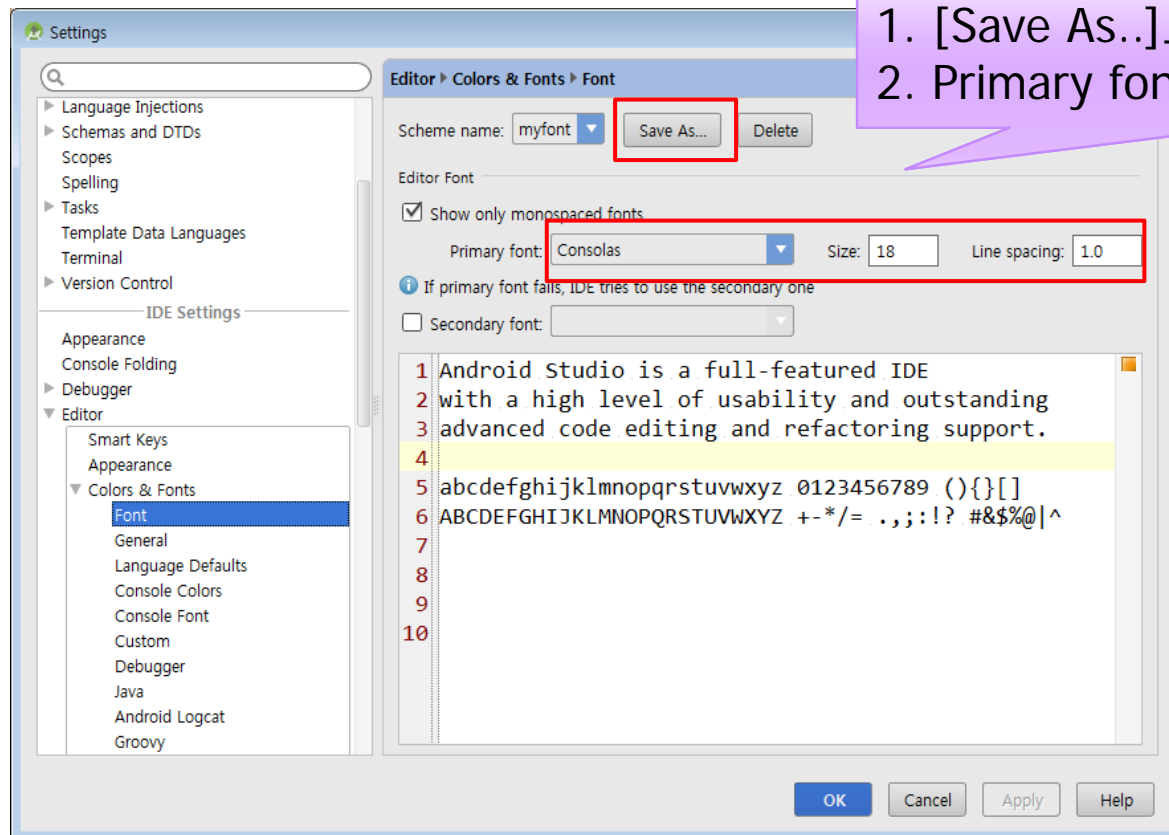 1. [Save As..]
2. Primary fon
Settings
Language Injections
Schemas and DTDs
Scopes
Spelling
Tasks
Template Data Languages
Terminal
Version Control
IDE Settings
Appearance
Console Folding
Debugger
Editor
Smart Keys
Appearance
Colors & Fonts
Font
General
Language Defaults
Console Colors
Console Font
Custom
Debugger
Java
Android Logcat
Groovy
Editor Colors & Fonts Font
Scheme name: myfont Save As... Delete
Editor Font
Show only monospaced fonts
Primary font: Consolas Size: 18 Line spacing: 1.0
If primary font fails, IDE tries to use the secondary one
Secondary font:
1 Android Studio is a full-featured IDE
2 with a high level of usability and outstanding
3 advanced code editing and refactoring support.
4
5 abcdefghijklmnopqrstuvwxyz 0123456789 (){}[]
6 ABCDEFGHIJKLMNOPQRSTUVWXYZ +-*/= .,;:!? #&$%@|^
7
8
9
10
OK Cancel Apply Help